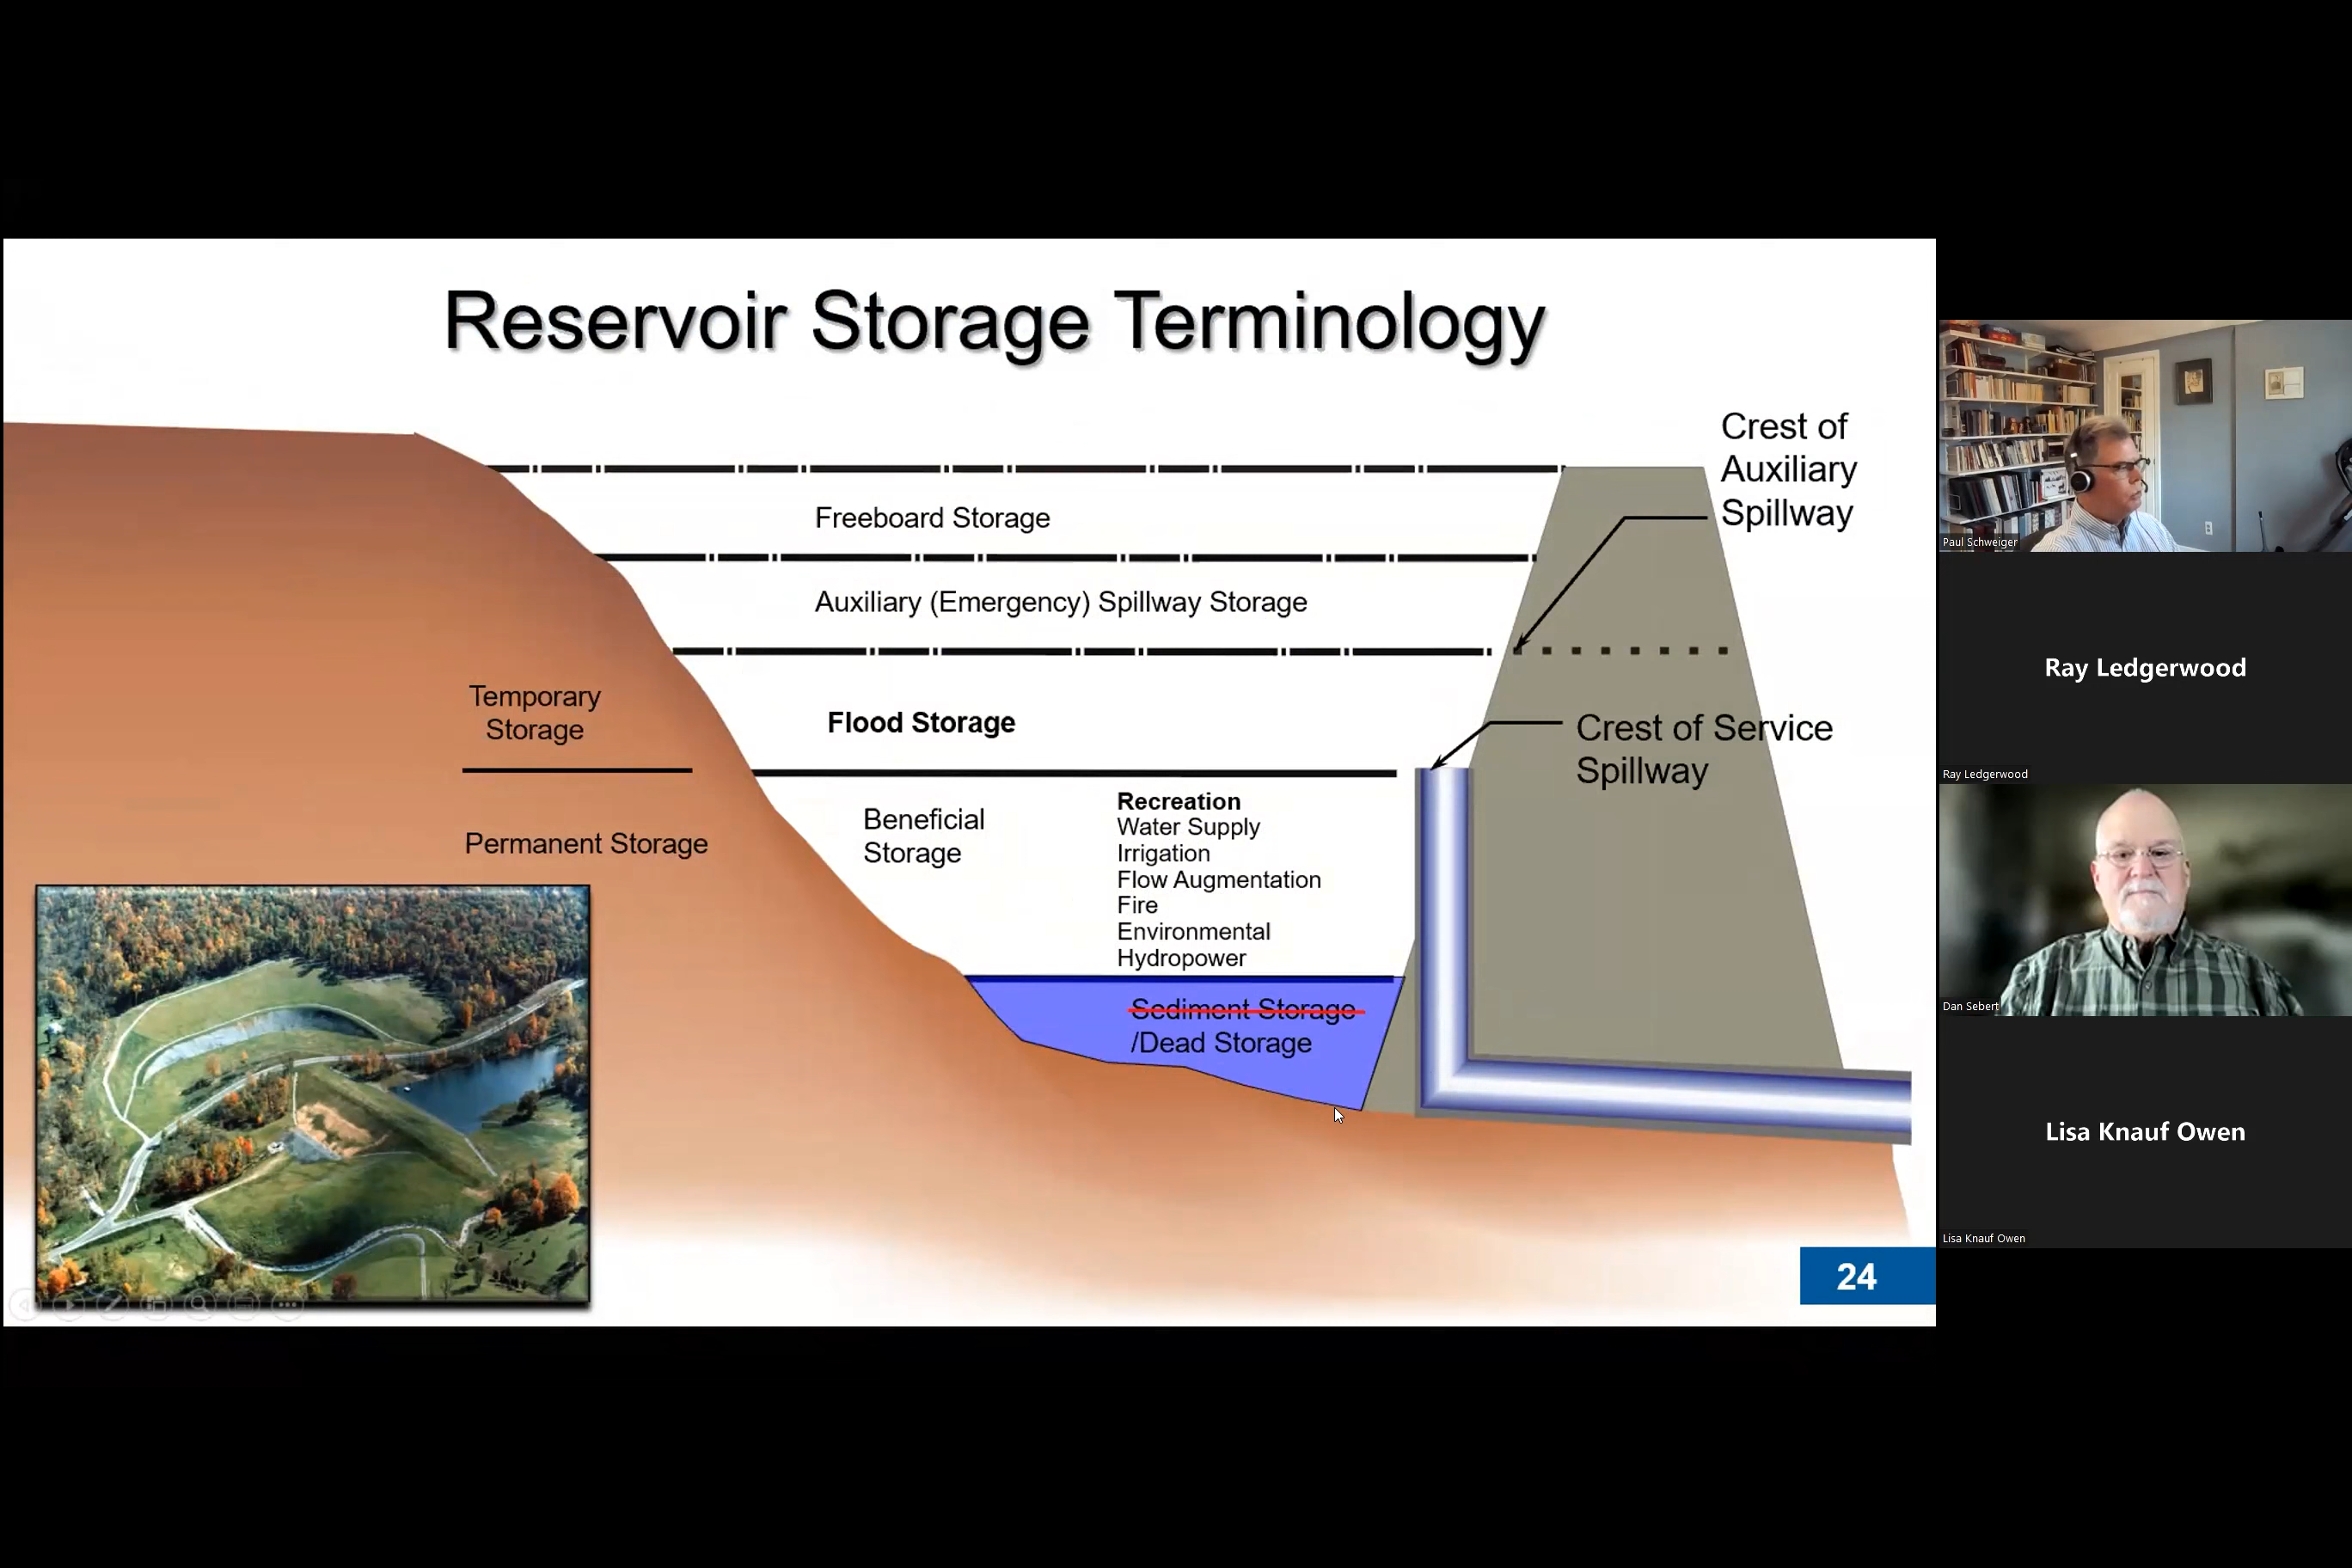 Reservoir Storage Terminology
Crest of
Auxiliary
Spillway
Freeboard Storage
Auxiliary (Emergency) Spillway Storage
Temporary
Storage
Flood Storage
Crest of Service
Spillway
Permanent Storage
Beneficial
Storage
Recreation
Water Supply
Irrigation
Flow Augmentation
Fire
Environmental
Hydropower
Sediment Storage
/Dead Storage
24
Paul Schweiger
Ray Ledgerwood
Ray Ledgerwood
Dan Sebert
Lisa Knauf Owen
Lisa Knauf Owen